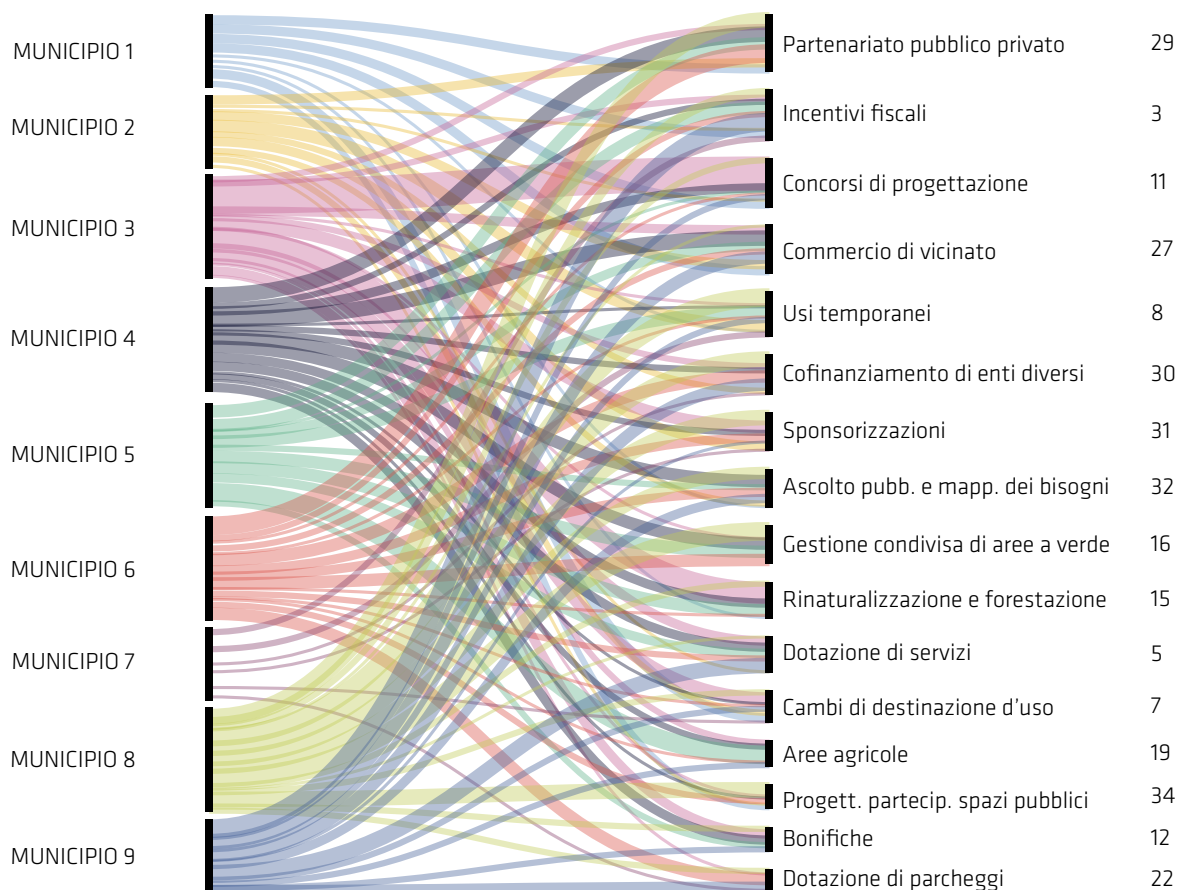 MUNICIPIO 1
MUNICIPIO 2
MUNICIPIO 3
MUNICIPIO 4
MUNICIPIO 5
MUNICIPIO 6
MUNICIPIO 7
MUNICIPIO 8
MUNICIPIO 9
Partenariato pubblico privato 29
Incentivi fiscali 3
Concorsi di progettazione 11
Commercio di vicinato 27
Usi temporanei 8
Cofinanziamento di enti diversi 30
Sponsorizzazioni 31
Ascolto pubb. e mapp. dei bisogni 32
Gestione condivisa di aree a verde 16
Rinaturalizzazione e forestazione 15
Dotazione di servizi 5
Cambi di destinazione d'uso 7
Aree agricole 19
Progett. partecip. spazi pubblici 34
Bonifiche 12
Dotazione di parcheggi 22